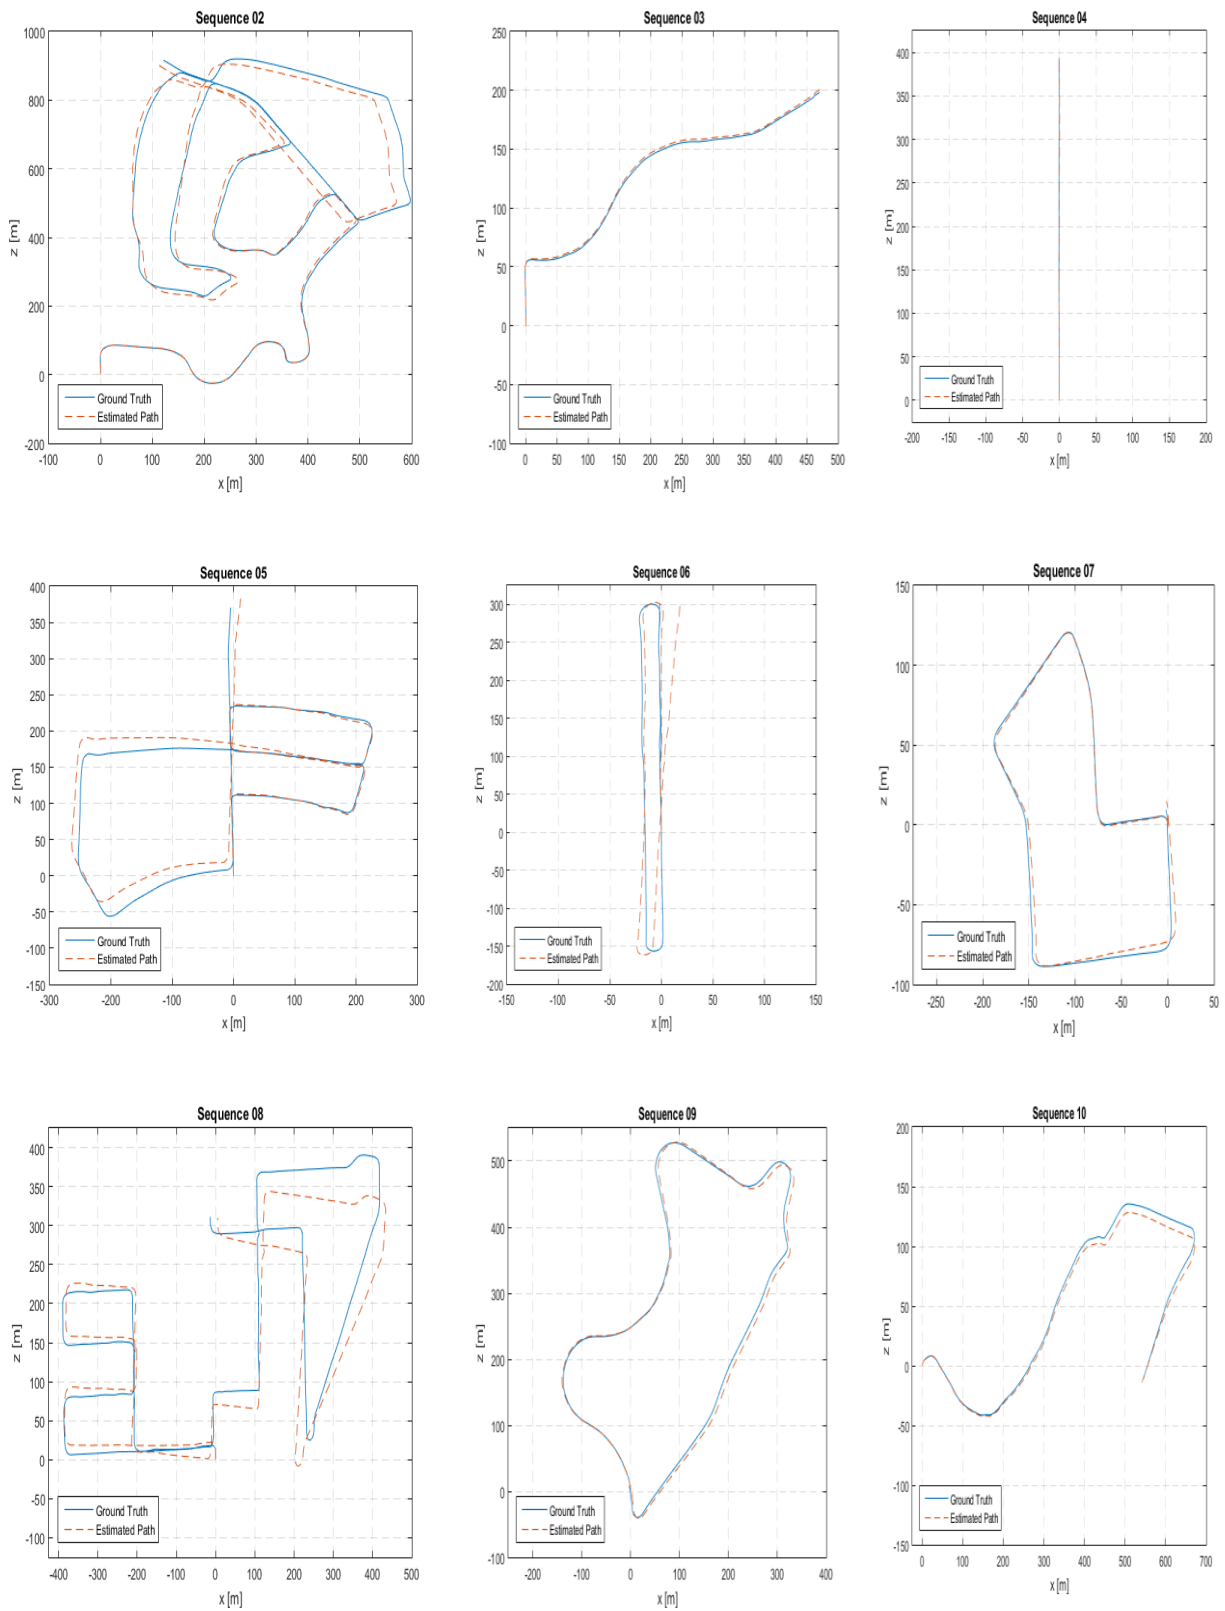 Sequence 02
1000
800
600
400
200
0
-200
z [m]
-100 0 100 200 300 400 500 600
x [m]
Ground Truth
Estimated Path
Sequence 03
250
200
150
100
50
0
-50
-100
z [m]
0 50 100 150 200 250 300 350 400 450 500
x [m]
Ground Truth
Estimated Path
Sequence 04
400
350
300
250
200
150
100
50
0
z [m]
-200 -150 -100 -50 0 50 100 150 200
x [m]
Ground Truth
Estimated Path
Sequence 05
400
350
300
250
200
150
100
50
0
-50
-100
-150
z [m]
-300 -200 -100 0 100 200 300
x [m]
Ground Truth
Estimated Path
Sequence 06
300
250
200
150
100
50
0
-50
-100
-150
-200
z [m]
-150 -100 -50 0 50 100 150
x [m]
Ground Truth
Estimated Path
Sequence 07
150
100
50
0
-50
-100
z [m]
-250 -200 -150 -100 -50 0 50
x [m]
Ground Truth
Estimated Path
Sequence 08
400
350
300
250
200
150
100
50
0
-50
-100
z [m]
-400 -300 -200 -100 0 100 200 300 400 500
x [m]
Ground Truth
Estimated Path
Sequence 09
500
400
300
200
100
0
-100
z [m]
-200 -100 0 100 200 300 400
x [m]
Ground Truth
Estimated Path
Sequence 10
200
150
100
50
0
-50
-100
-150
z [m]
0 100 200 300 400 500 600 700
x [m]
Ground Truth
Estimated Path